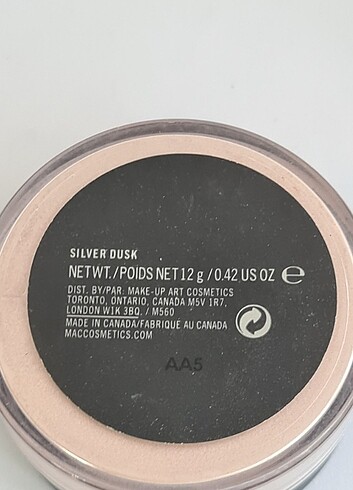 SILVER DUSK
NETWT./POIDS NET 12 g / 0.42 US OZ ℮
DIST. BY/PAR. MAKE-UP ART COSMETICS
TORONTO, ONTARIO, CANADA M5V 1R7,
LONDON W1K 3BQ. / M560
MADE IN CANADA/FABRIQUE AU CANADA
MACCOSMETICS.COM
AA5